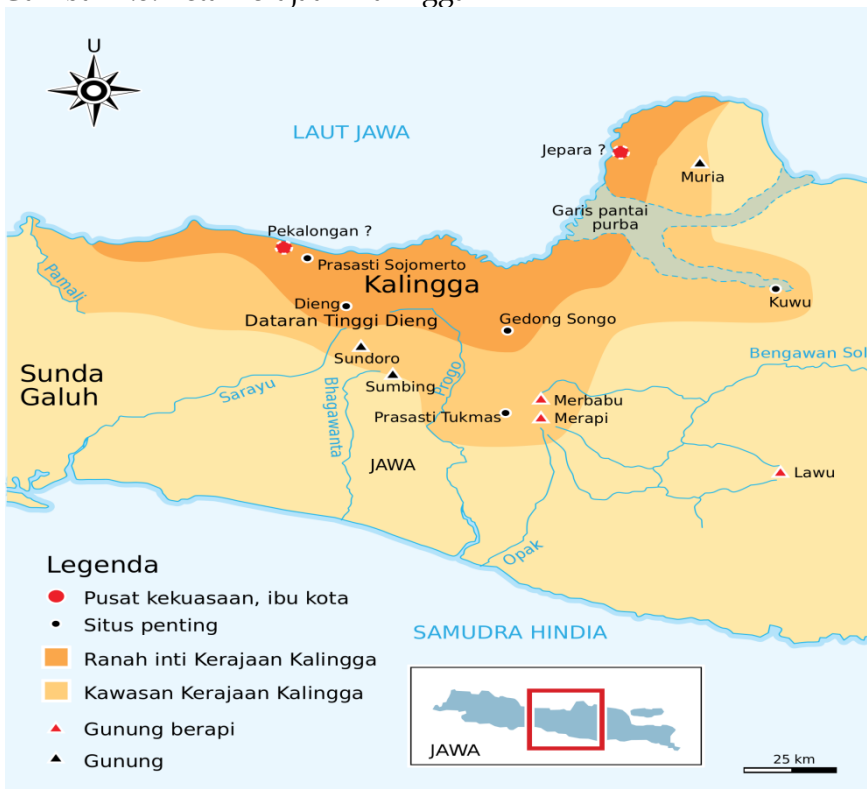 U
LAUT JAWA
Jepara ?
Muria
Garis pantai
purba
Pekalongan ?
Pamali
Prasasti Sojomerto
Kalingga
Kuwu
Dieng
Dataran Tinggi Dieng
Gedong Songo
Sundoro
Bengawan Sol
Sunda
Galuh
Sarayu
Sumbing
Progo
Bhagawanta
Merbabu
Prasasti Tukmas
Merapi
JAWA
Lawu
Opak
Legenda
Pusat kekuasaan, ibu kota
Situs penting
SAMUDRA HINDIA
Ranah inti Kerajaan Kalingga
Kawasan Kerajaan Kalingga
Gunung berapi
Gunung
JAWA
25 km